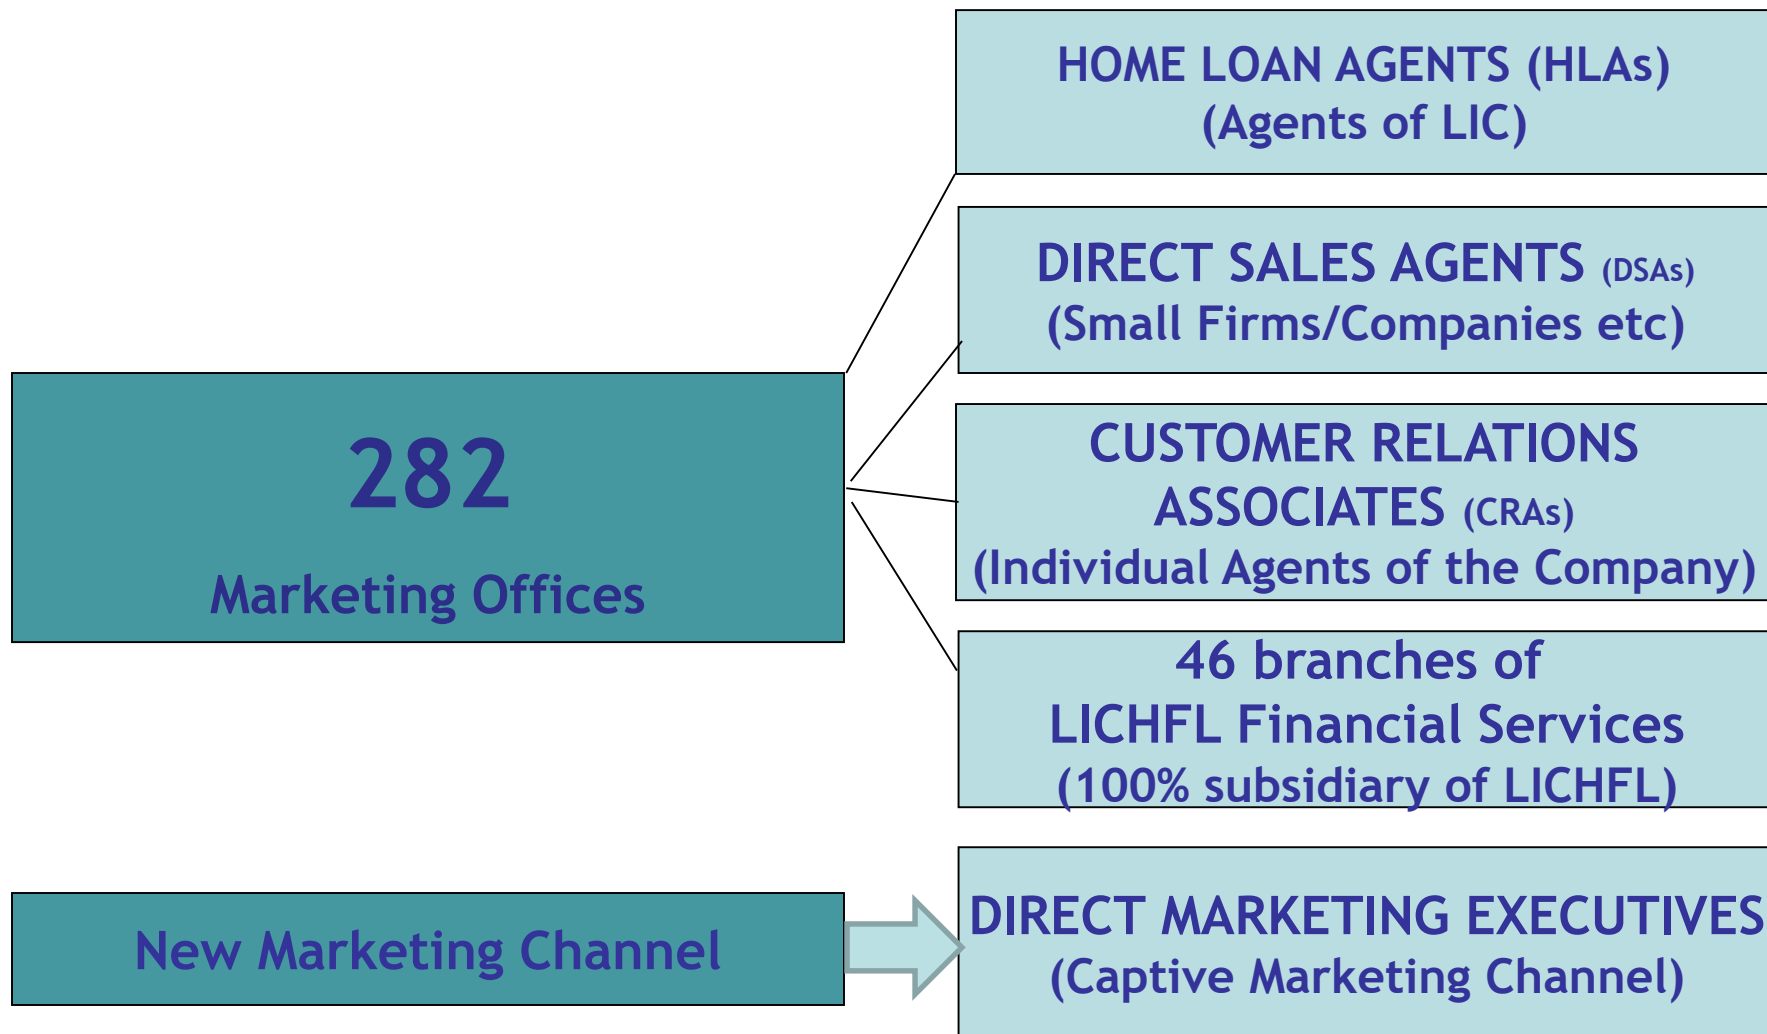 HOME LOAN AGENTS (HLAs)
(Agents of LIC)
DIRECT SALES AGENTS (DSAs)
(Small Firms/Companies etc)
282
Marketing Offices
CUSTOMER RELATIONS
ASSOCIATES (CRAs)
(Individual Agents of the Company)
46 branches of
LICHFL Financial Services
(100% subsidiary of LICHFL)
New Marketing Channel
DIRECT MARKETING EXECUTIVES
(Captive Marketing Channel)